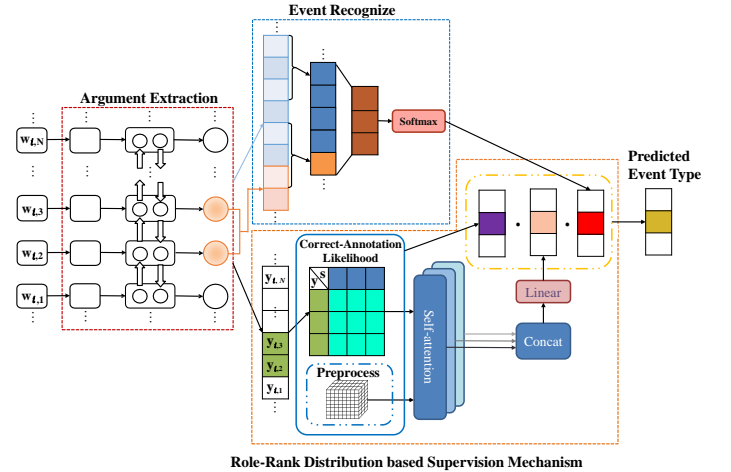 Event Recognize
Argument Extraction
Softmax
w_{t,N}
w_{t,3}
w_{t,2}
w_{t,1}
Predicted
Event Type
Correct-Annotation
Likelihood
s
y
y_{t,N}
y_{t,3}
y_{t,2}
y_{t,1}
Preprocess
Self-attention
Linear
Concat
Role-Rank Distribution based Supervision Mechanism